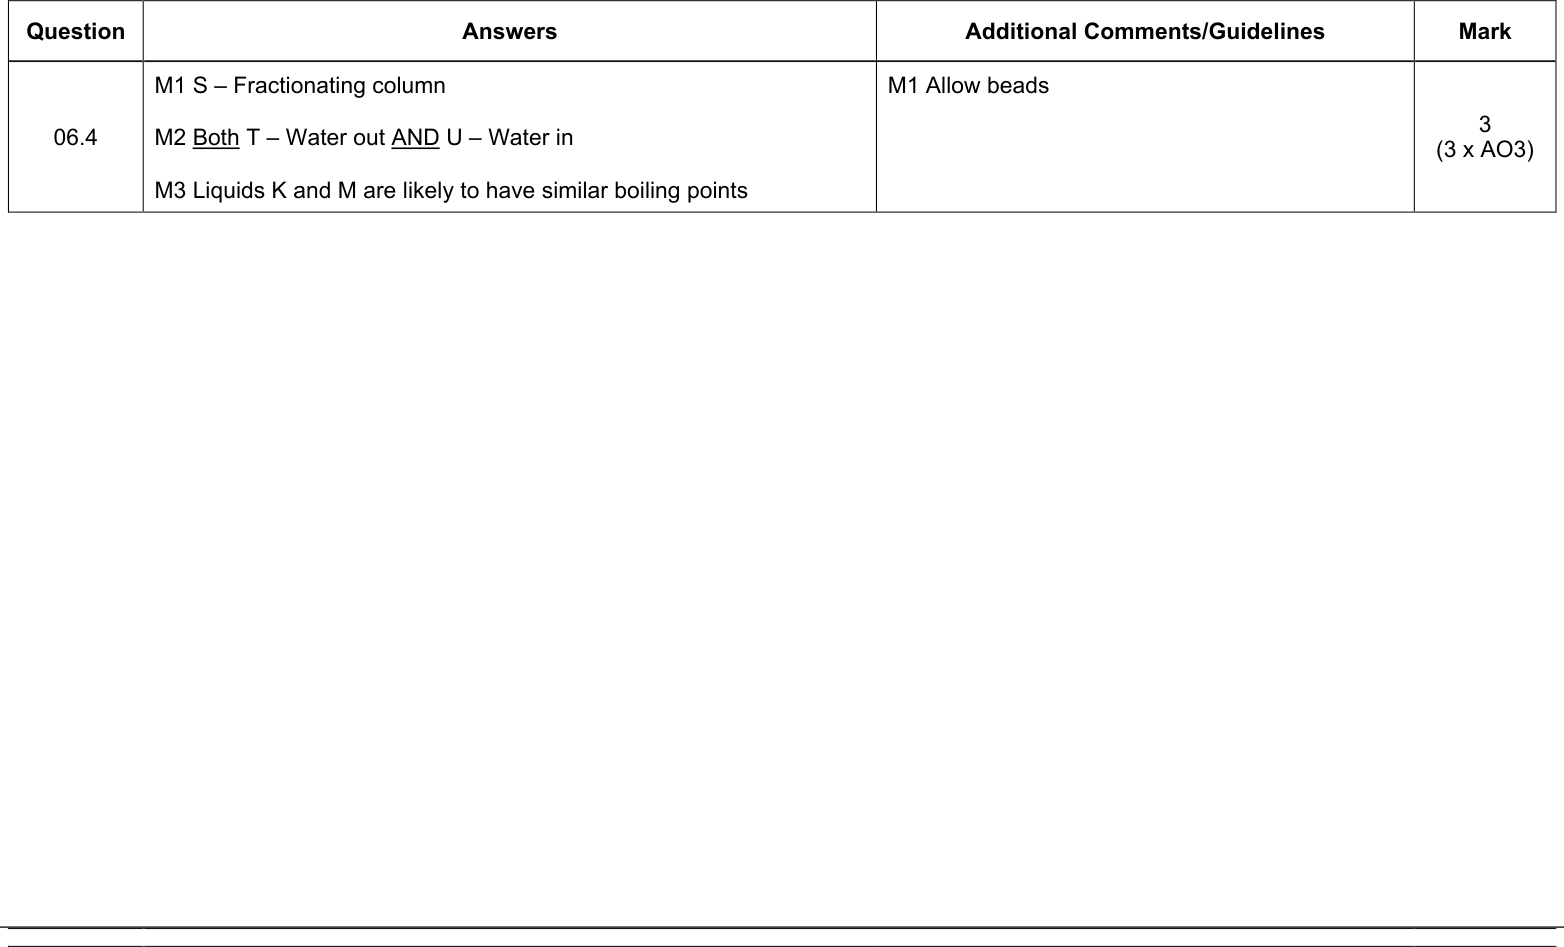 Question Answers Additional Comments/Guidelines Mark
M1 S – Fractionating column M1 Allow beads
06.4 M2 Both T – Water out AND U – Water in 3
(3 x AO3)
M3 Liquids K and M are likely to have similar boiling points